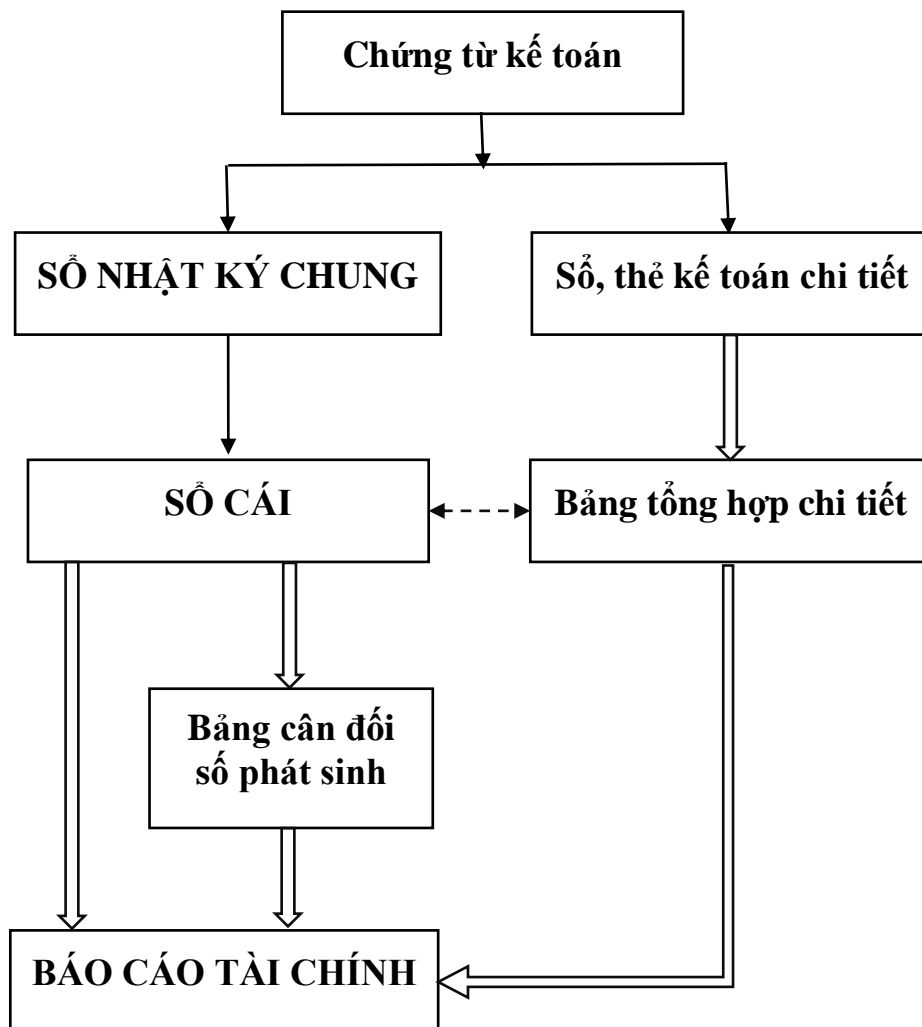 Chứng từ kế toán
SỔ NHẬT KÝ CHUNG
Sổ, thẻ kế toán chi tiết
SỔ CÁI
Bảng tổng hợp chi tiết
Bảng cân đối
số phát sinh
BÁO CÁO TÀI CHÍNH